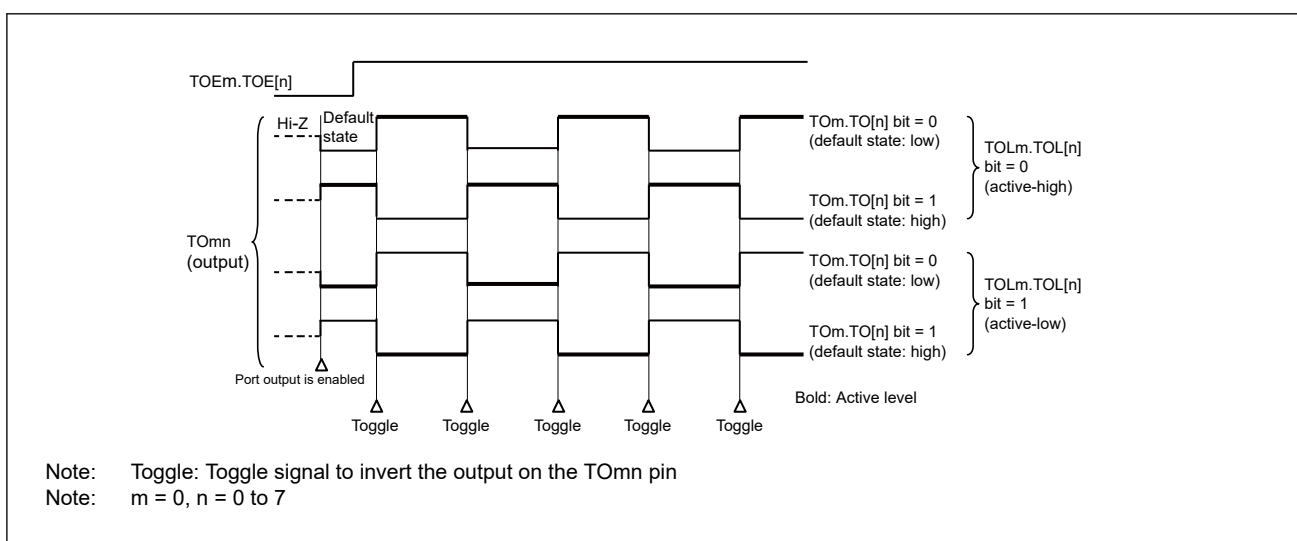 TOEm.TOE[n]
Hi-Z
Default
state
TOm.TO[n] bit = 0
(default state: low)
TOLm.TOL[n]
bit = 0
(active-high)
TOm.TO[n] bit = 1
(default state: high)
TOmn
(output)
TOm.TO[n] bit = 0
(default state: low)
TOLm.TOL[n]
bit = 1
(active-low)
TOm.TO[n] bit = 1
(default state: high)
Port output is enabled
Bold: Active level
Toggle Toggle Toggle Toggle Toggle
Note: Toggle: Toggle signal to invert the output on the TOmn pin
Note: m = 0, n = 0 to 7